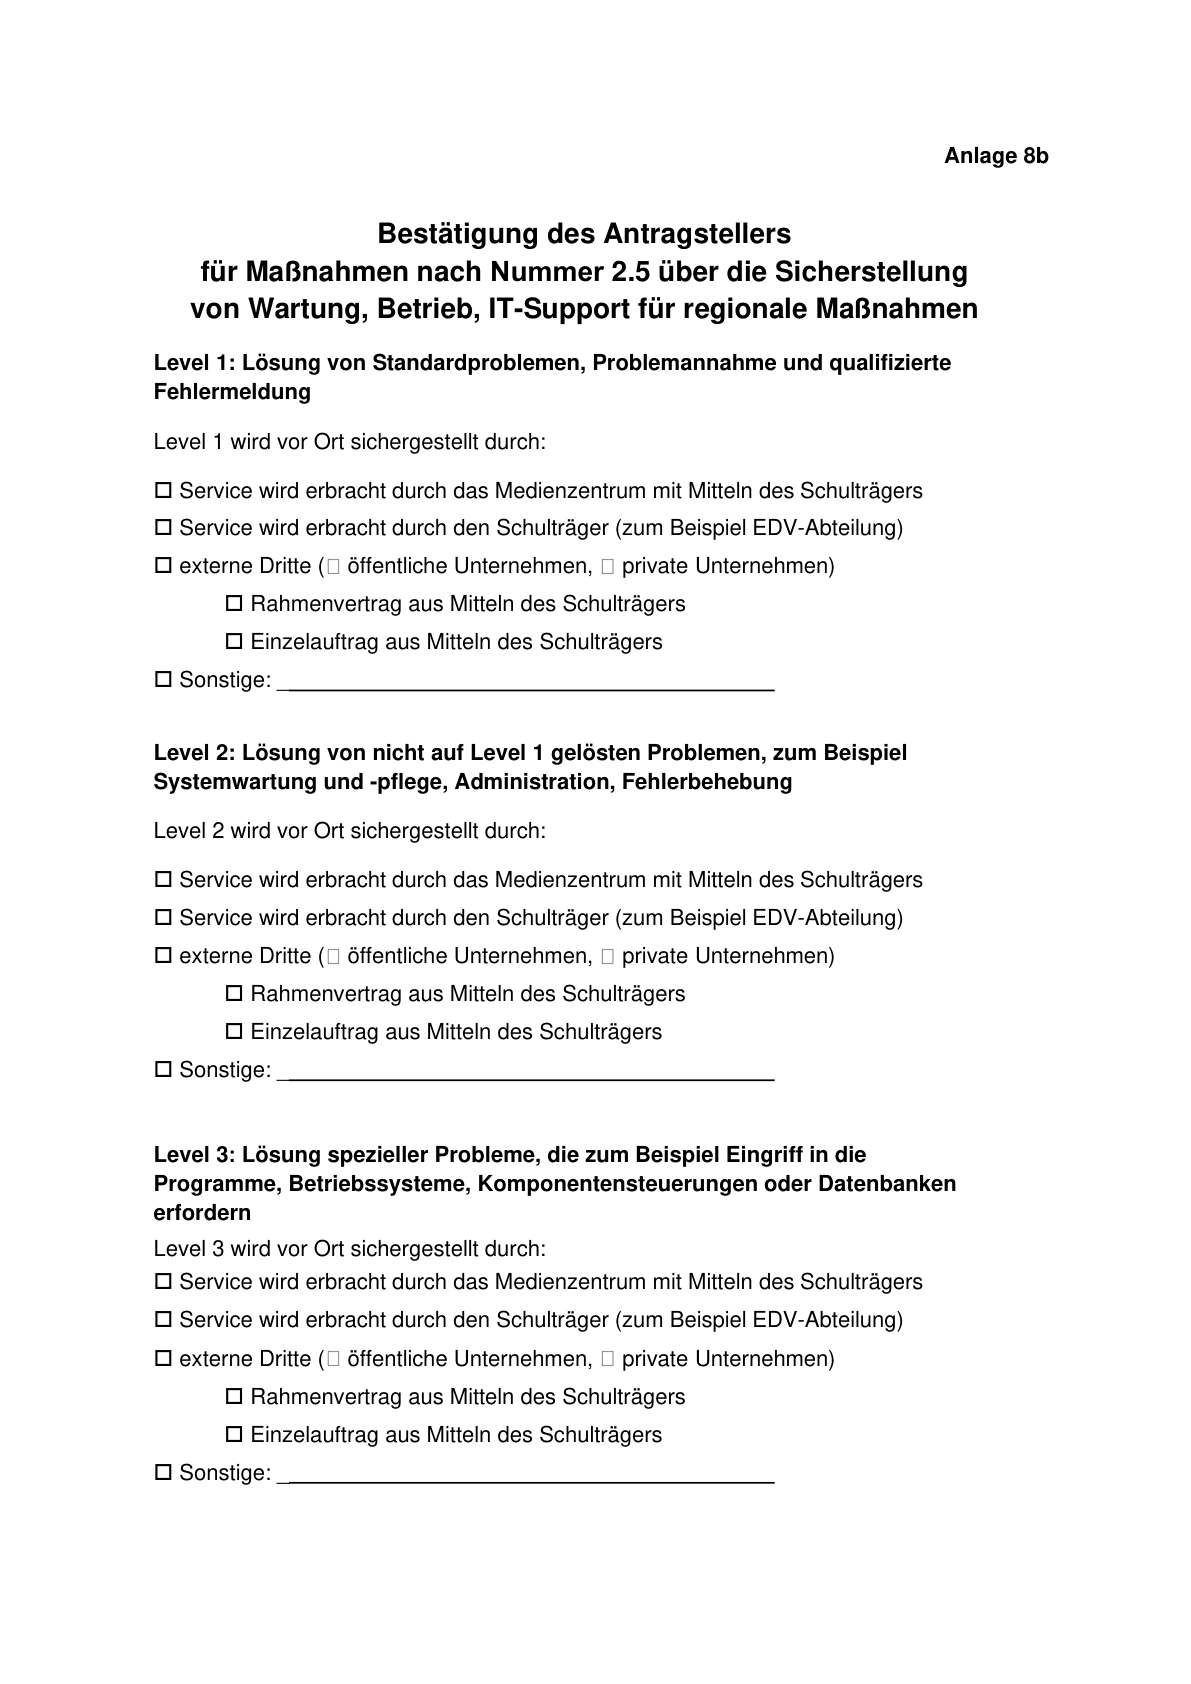 Anlage 8b
Bestätigung des Antragstellers
für Maßnahmen nach Nummer 2.5 über die Sicherstellung
von Wartung, Betrieb, IT-Support für regionale Maßnahmen
Level 1: Lösung von Standardproblemen, Problemannahme und qualifizierte
Fehlermeldung
Level 1 wird vor Ort sichergestellt durch:
☐ Service wird erbracht durch das Medienzentrum mit Mitteln des Schulträgers
☐ Service wird erbracht durch den Schulträger (zum Beispiel EDV-Abteilung)
☐ externe Dritte (☐ öffentliche Unternehmen, ☐ private Unternehmen)
☐ Rahmenvertrag aus Mitteln des Schulträgers
☐ Einzelauftrag aus Mitteln des Schulträgers
☐ Sonstige: ________________________________________
Level 2: Lösung von nicht auf Level 1 gelösten Problemen, zum Beispiel
Systemwartung und -pflege, Administration, Fehlerbehebung
Level 2 wird vor Ort sichergestellt durch:
☐ Service wird erbracht durch das Medienzentrum mit Mitteln des Schulträgers
☐ Service wird erbracht durch den Schulträger (zum Beispiel EDV-Abteilung)
☐ externe Dritte (☐ öffentliche Unternehmen, ☐ private Unternehmen)
☐ Rahmenvertrag aus Mitteln des Schulträgers
☐ Einzelauftrag aus Mitteln des Schulträgers
☐ Sonstige: ________________________________________
Level 3: Lösung spezieller Probleme, die zum Beispiel Eingriff in die
Programme, Betriebssysteme, Komponentensteuerungen oder Datenbanken
erfordern
Level 3 wird vor Ort sichergestellt durch:
☐ Service wird erbracht durch das Medienzentrum mit Mitteln des Schulträgers
☐ Service wird erbracht durch den Schulträger (zum Beispiel EDV-Abteilung)
☐ externe Dritte (☐ öffentliche Unternehmen, ☐ private Unternehmen)
☐ Rahmenvertrag aus Mitteln des Schulträgers
☐ Einzelauftrag aus Mitteln des Schulträgers
☐ Sonstige: ________________________________________